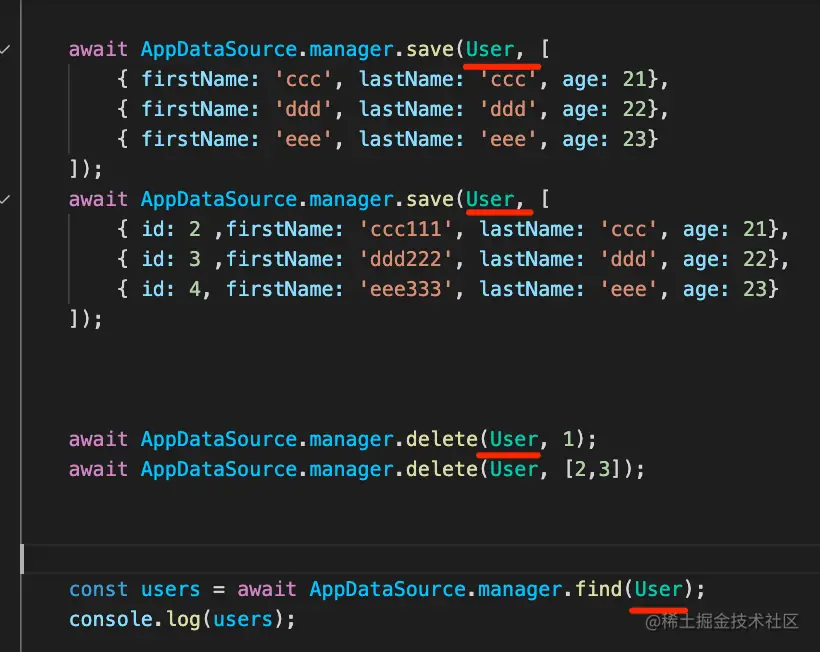 await AppDataSource.manager.save(User, [
    { firstName: 'ccc', lastName: 'ccc', age: 21},
    { firstName: 'ddd', lastName: 'ddd', age: 22},
    { firstName: 'eee', lastName: 'eee', age: 23}
]);
await AppDataSource.manager.save(User, [
    { id: 2 ,firstName: 'ccc111', lastName: 'ccc', age: 21},
    { id: 3 ,firstName: 'ddd222', lastName: 'ddd', age: 22},
    { id: 4, firstName: 'eee333', lastName: 'eee', age: 23}
]);
await AppDataSource.manager.delete(User, 1);
await AppDataSource.manager.delete(User, [2,3]);
const users = await AppDataSource.manager.find(User);
console.log(users);
@稀土掘金技术社区